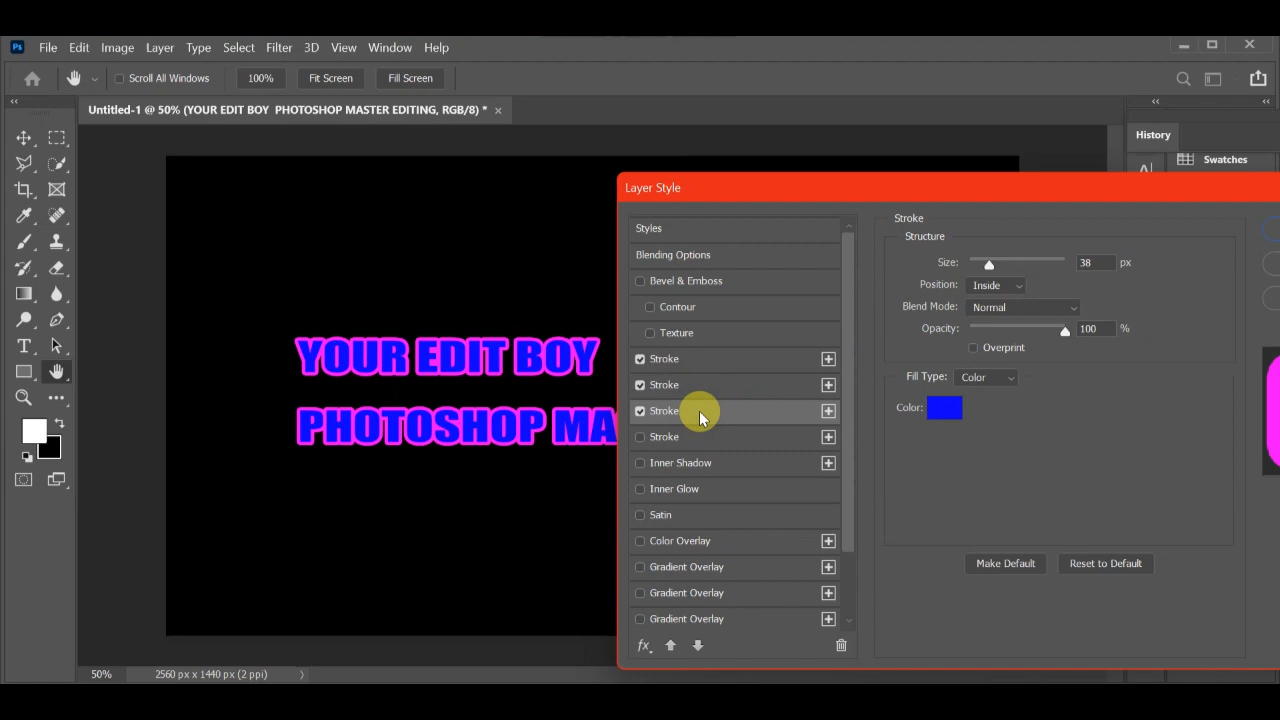 Ps File Edit Image Layer Type Select Filter 3D View Window Help
Scroll All Windows 100% Fit Screen Fill Screen
Untitled-1 @ 50% (YOUR EDIT BOY PHOTOSHOP MASTER EDITING, RGB/8) *
History
Swatches
Layer Style
Styles
Blending Options
Bevel & Emboss
Contour
Texture
Stroke
Stroke
Stroke
Stroke
Inner Shadow
Inner Glow
Satin
Color Overlay
Gradient Overlay
Gradient Overlay
Gradient Overlay
fx
Stroke
Structure
Size: 38 px
Position: Inside
Blend Mode: Normal
Opacity: 100 %
Overprint
Fill Type: Color
Color:
Make Default Reset to Default
YOUR EDIT BOY
PHOTOSHOP MA
50% 2560 px x 1440 px (2 ppi)